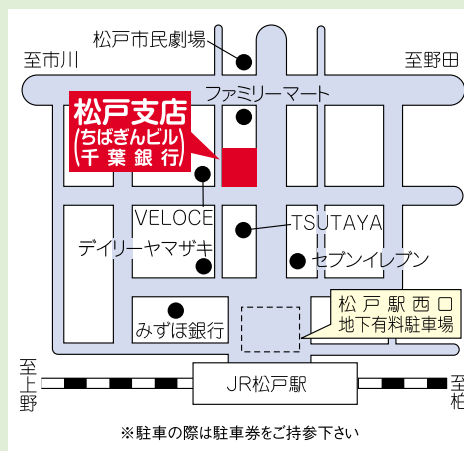 松戸市民劇場
至市川
至野田
ファミリーマート
松戸支店
(ちばぎんビル)
千葉銀行
VELOCE
TSUTAYA
デイリーヤマザキ
セブンイレブン
松戸駅西口
地下有料駐車場
みずほ銀行
至上野
JR松戸駅
至柏
※駐車の際は駐車券をご持参下さい